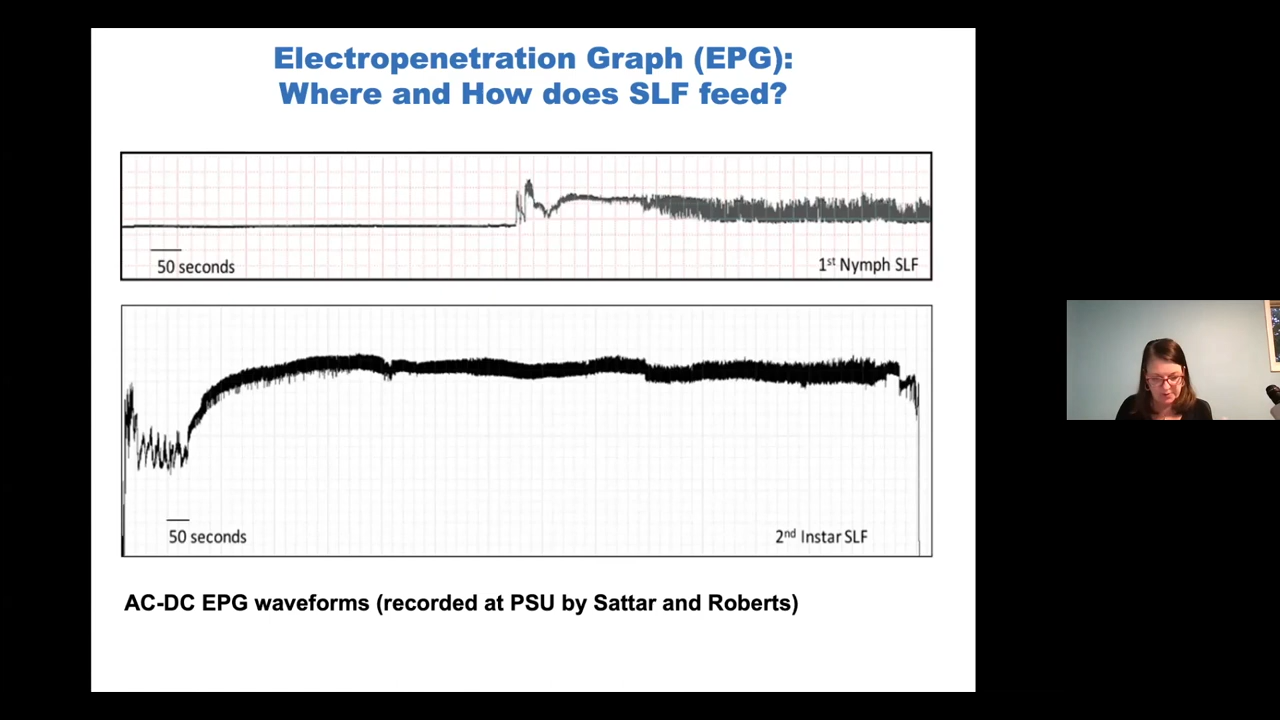 Electropenetration Graph (EPG):
Where and How does SLF feed?
50 seconds
1st Nymph SLF
50 seconds
2nd Instar SLF
AC-DC EPG waveforms (recorded at PSU by Sattar and Roberts)